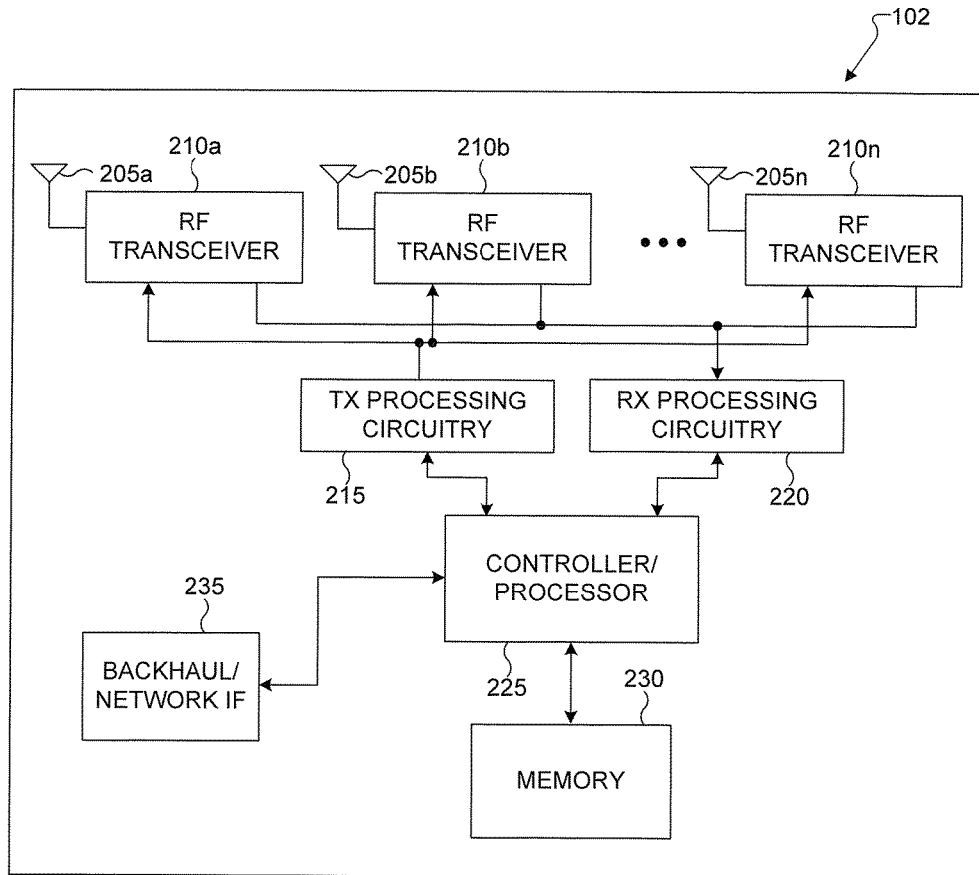 102
210a
210b
210n
205a
205b
205n
RF
TRANSCEIVER
RF
TRANSCEIVER
RF
TRANSCEIVER
TX PROCESSING
CIRCUITRY
RX PROCESSING
CIRCUITRY
215
220
CONTROLLER/
PROCESSOR
235
BACKHAUL/
NETWORK IF
225
230
MEMORY